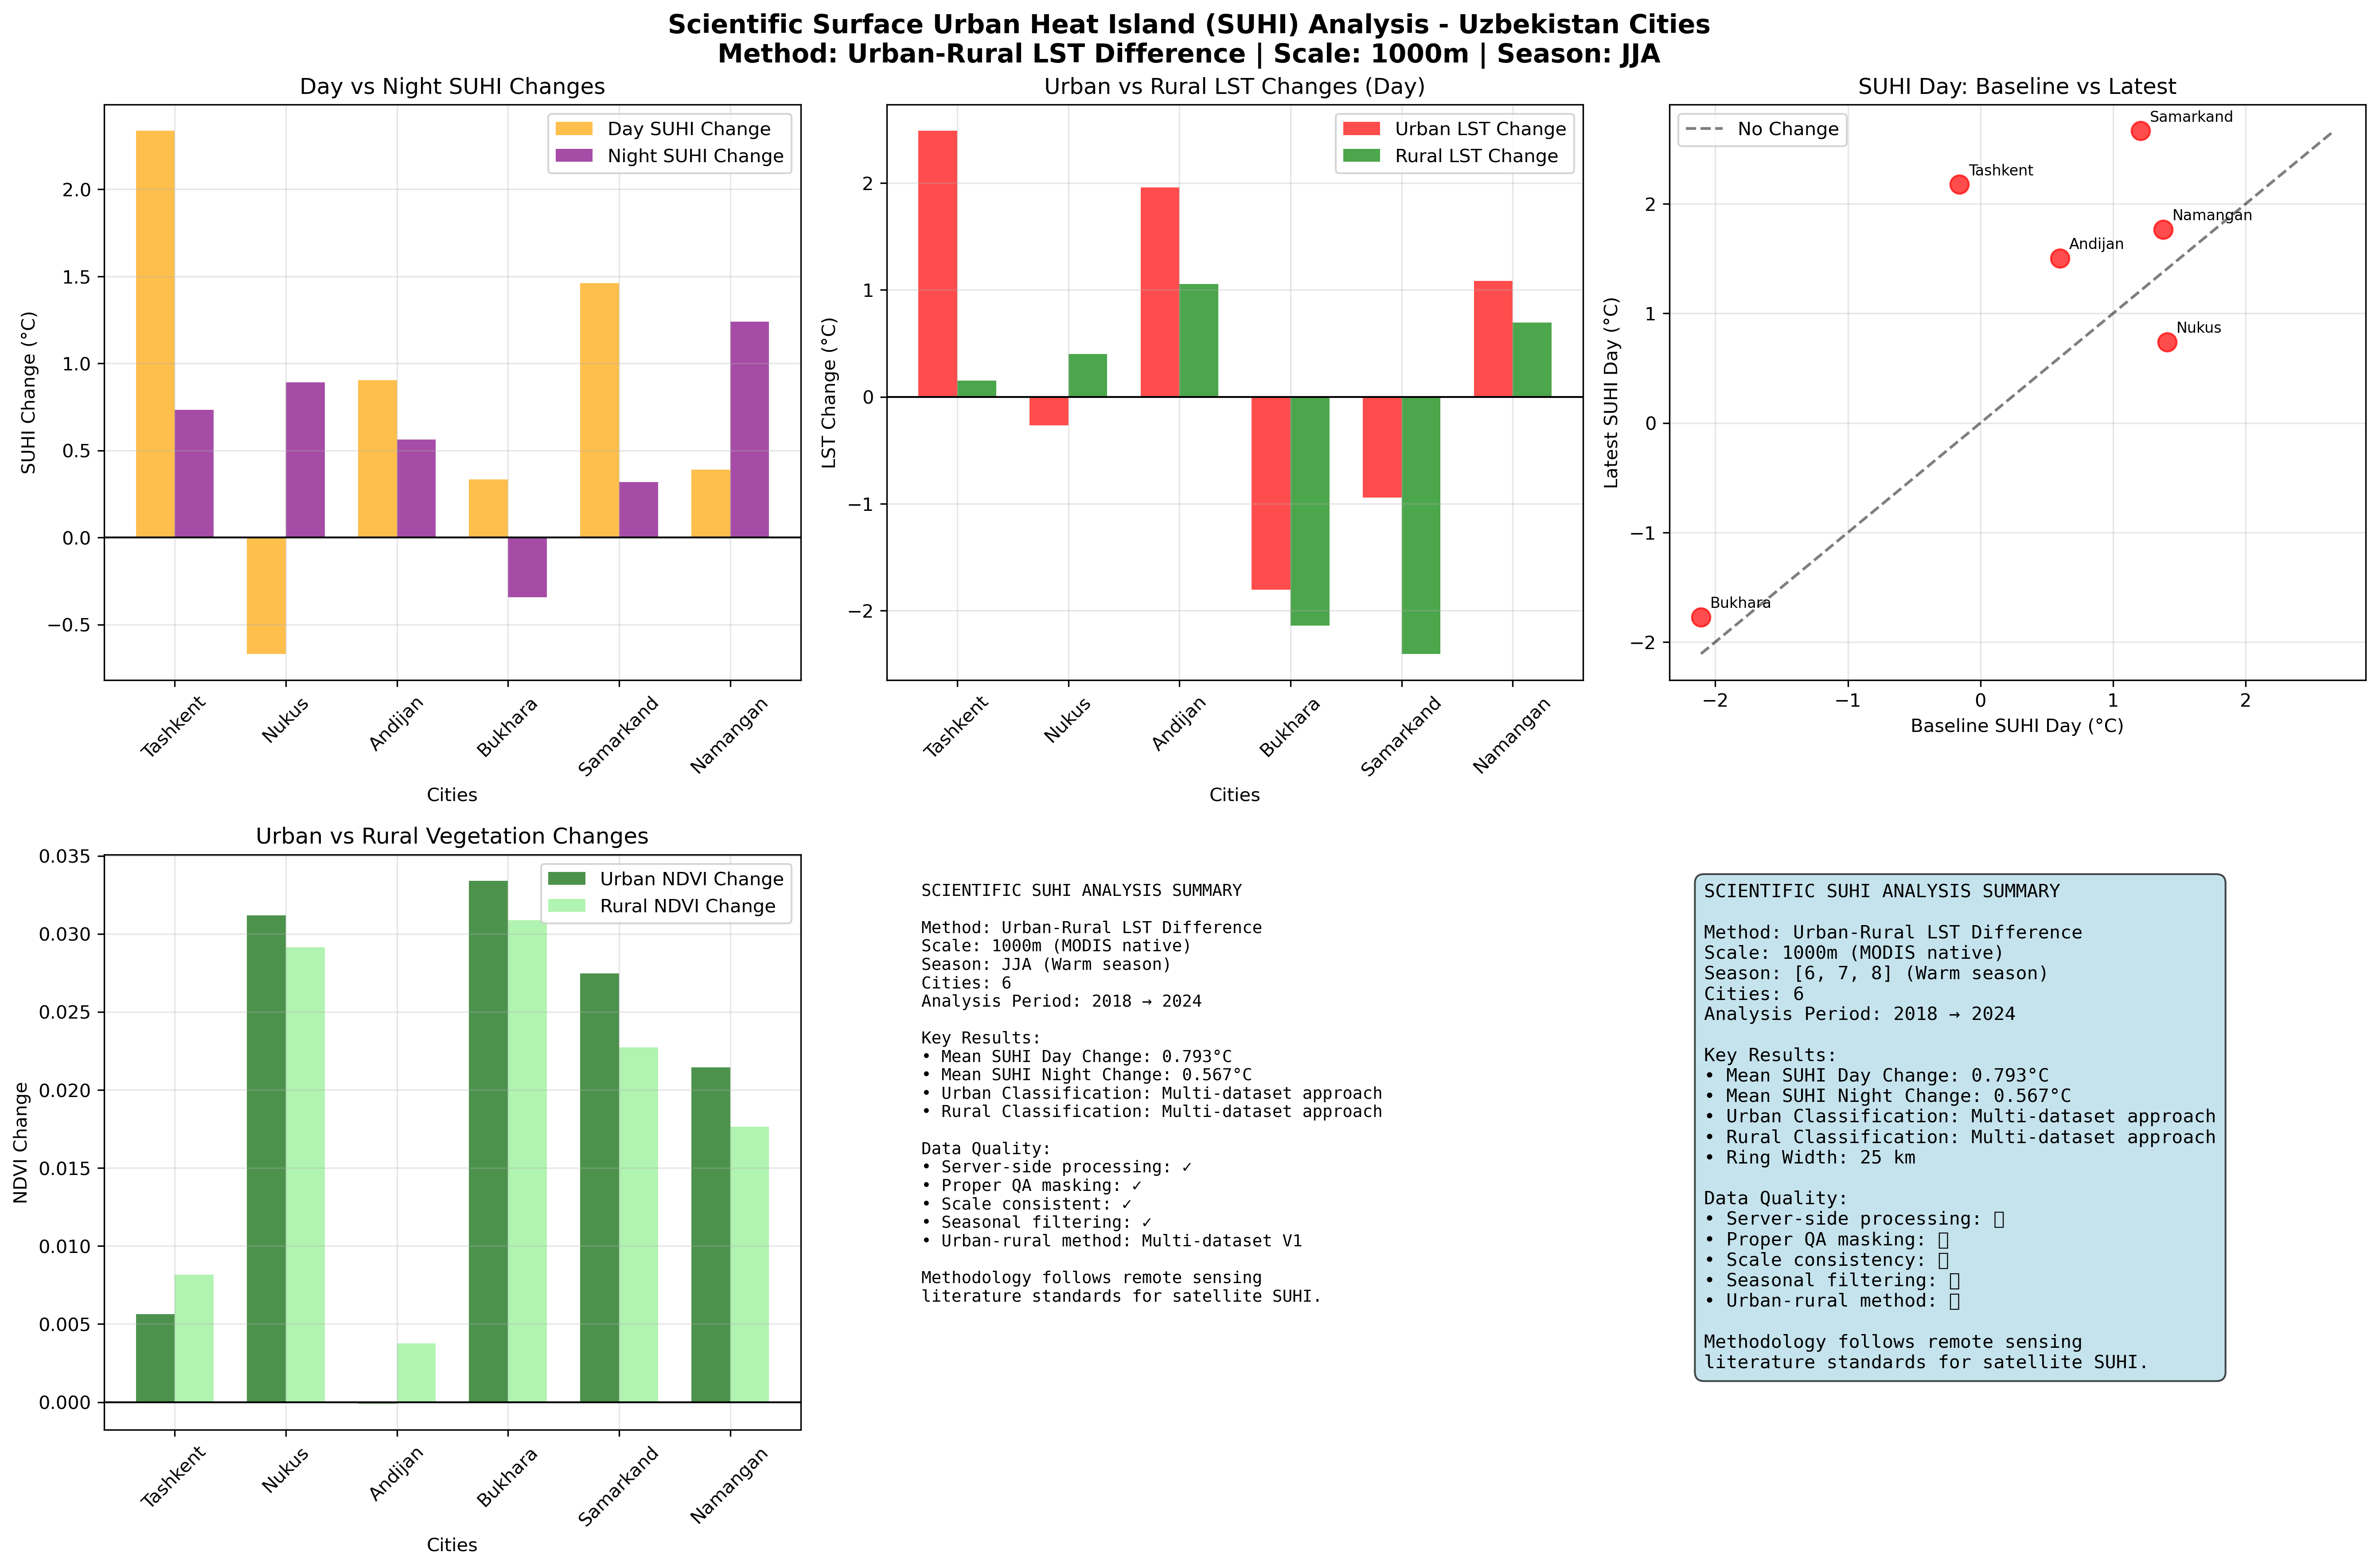 Scientific Surface Urban Heat Island (SUHI) Analysis - Uzbekistan Cities
Method: Urban-Rural LST Difference | Scale: 1000m | Season: JJA
Day vs Night SUHI Changes
Day SUHI Change
Night SUHI Change
SUHI Change (°C)
2.0
1.5
1.0
0.5
0.0
−0.5
Tashkent
Nukus
Andijan
Bukhara
Samarkand
Namangan
Cities
Urban vs Rural LST Changes (Day)
Urban LST Change
Rural LST Change
LST Change (°C)
2
1
0
−1
−2
Tashkent
Nukus
Andijan
Bukhara
Samarkand
Namangan
Cities
SUHI Day: Baseline vs Latest
No Change
Samarkand
Tashkent
Namangan
Andijan
Nukus
Bukhara
Latest SUHI Day (°C)
2
1
0
−1
−2
−2
−1
0
1
2
Baseline SUHI Day (°C)
Urban vs Rural Vegetation Changes
Urban NDVI Change
Rural NDVI Change
NDVI Change
0.035
0.030
0.025
0.020
0.015
0.010
0.005
0.000
Tashkent
Nukus
Andijan
Bukhara
Samarkand
Namangan
Cities
SCIENTIFIC SUHI ANALYSIS SUMMARY
Method: Urban-Rural LST Difference
Scale: 1000m (MODIS native)
Season: JJA (Warm season)
Cities: 6
Analysis Period: 2018 → 2024
Key Results:
• Mean SUHI Day Change: 0.793°C
• Mean SUHI Night Change: 0.567°C
• Urban Classification: Multi-dataset approach
• Rural Classification: Multi-dataset approach
Data Quality:
• Server-side processing: ✓
• Proper QA masking: ✓
• Scale consistent: ✓
• Seasonal filtering: ✓
• Urban-rural method: Multi-dataset V1
Methodology follows remote sensing
literature standards for satellite SUHI.
SCIENTIFIC SUHI ANALYSIS SUMMARY
Method: Urban-Rural LST Difference
Scale: 1000m (MODIS native)
Season: [6, 7, 8] (Warm season)
Cities: 6
Analysis Period: 2018 → 2024
Key Results:
• Mean SUHI Day Change: 0.793°C
• Mean SUHI Night Change: 0.567°C
• Urban Classification: Multi-dataset approach
• Rural Classification: Multi-dataset approach
• Ring Width: 25 km
Data Quality:
• Server-side processing: ▯
• Proper QA masking: ▯
• Scale consistency: ▯
• Seasonal filtering: ▯
• Urban-rural method: ▯
Methodology follows remote sensing
literature standards for satellite SUHI.